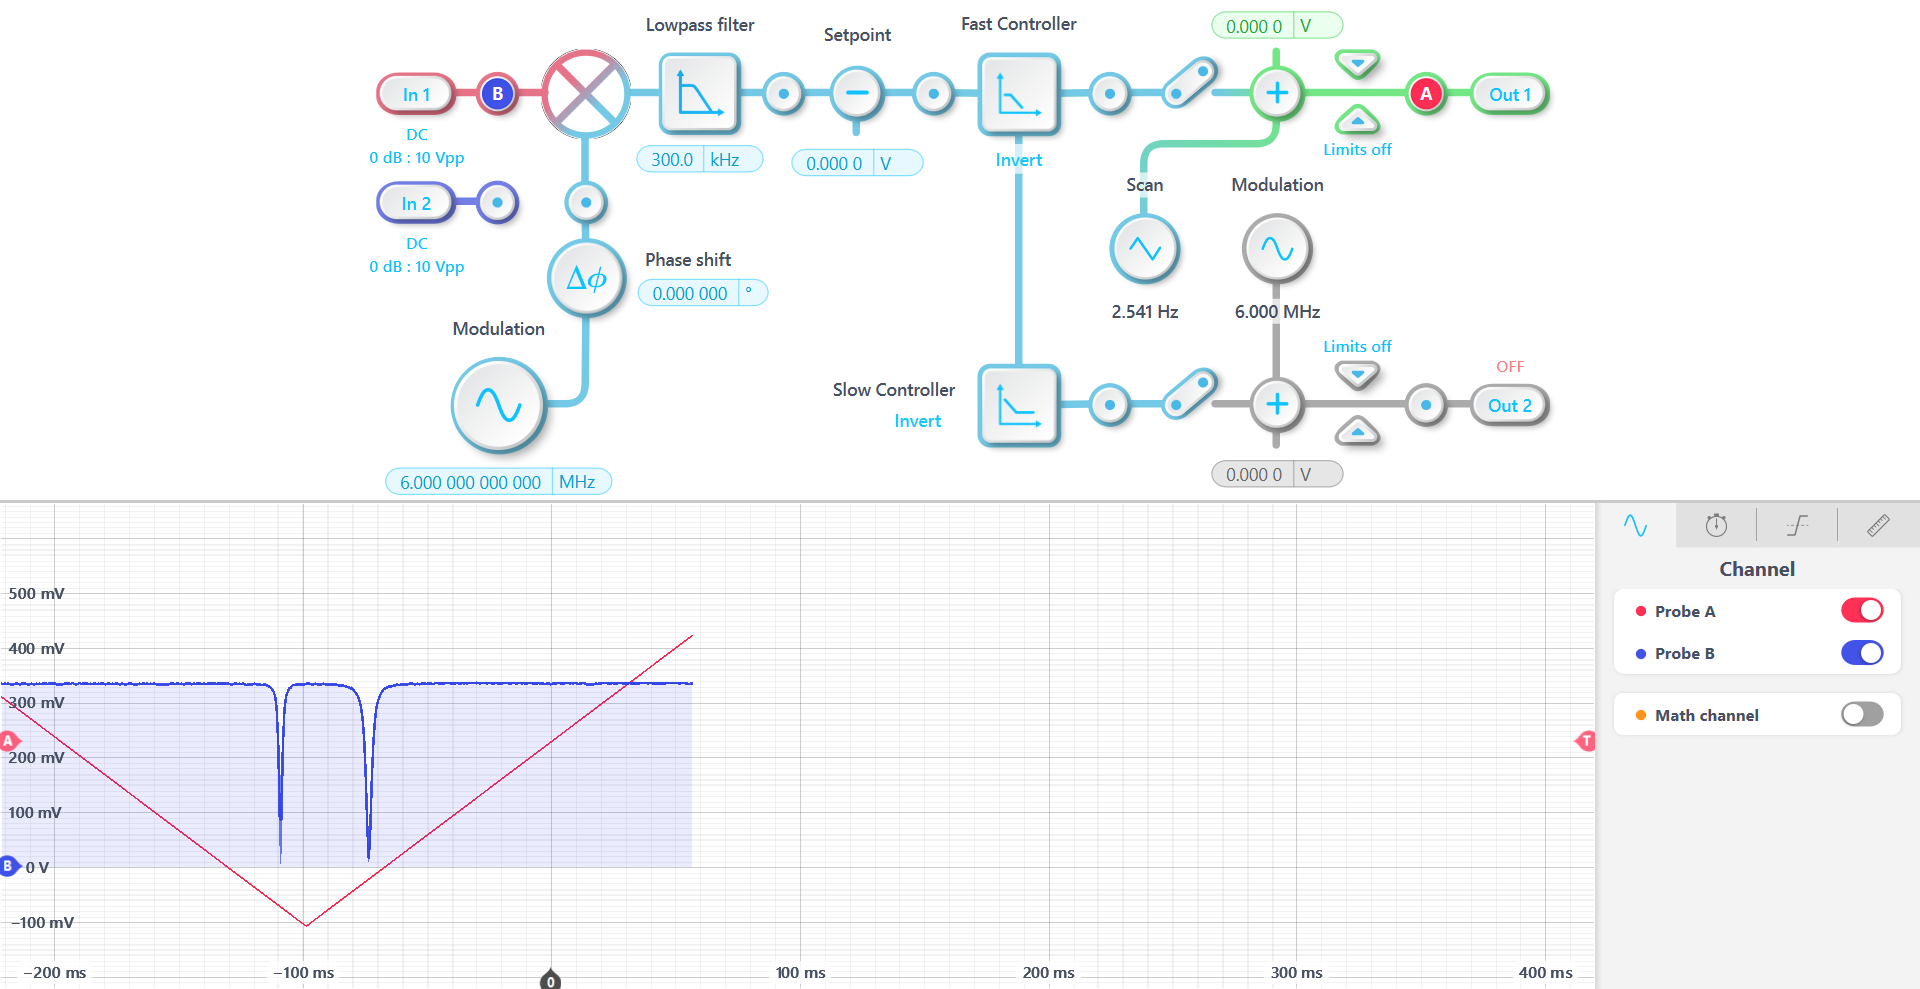 Lowpass filter
Setpoint
Fast Controller
0.000 0 V
In 1
B
A
Out 1
DC
0 dB : 10 Vpp
300.0 kHz
0.000 0 V
Invert
Limits off
In 2
DC
0 dB : 10 Vpp
Scan
Modulation
Δϕ
Phase shift
0.000 000 °
2.541 Hz
6.000 MHz
Modulation
Limits off
OFF
Slow Controller
Invert
Out 2
6.000 000 000 000 MHz
0.000 0 V
500 mV
400 mV
300 mV
A
200 mV
100 mV
B
0 V
−100 mV
−200 ms
−100 ms
0
100 ms
200 ms
300 ms
400 ms
T
Channel
Probe A
Probe B
Math channel